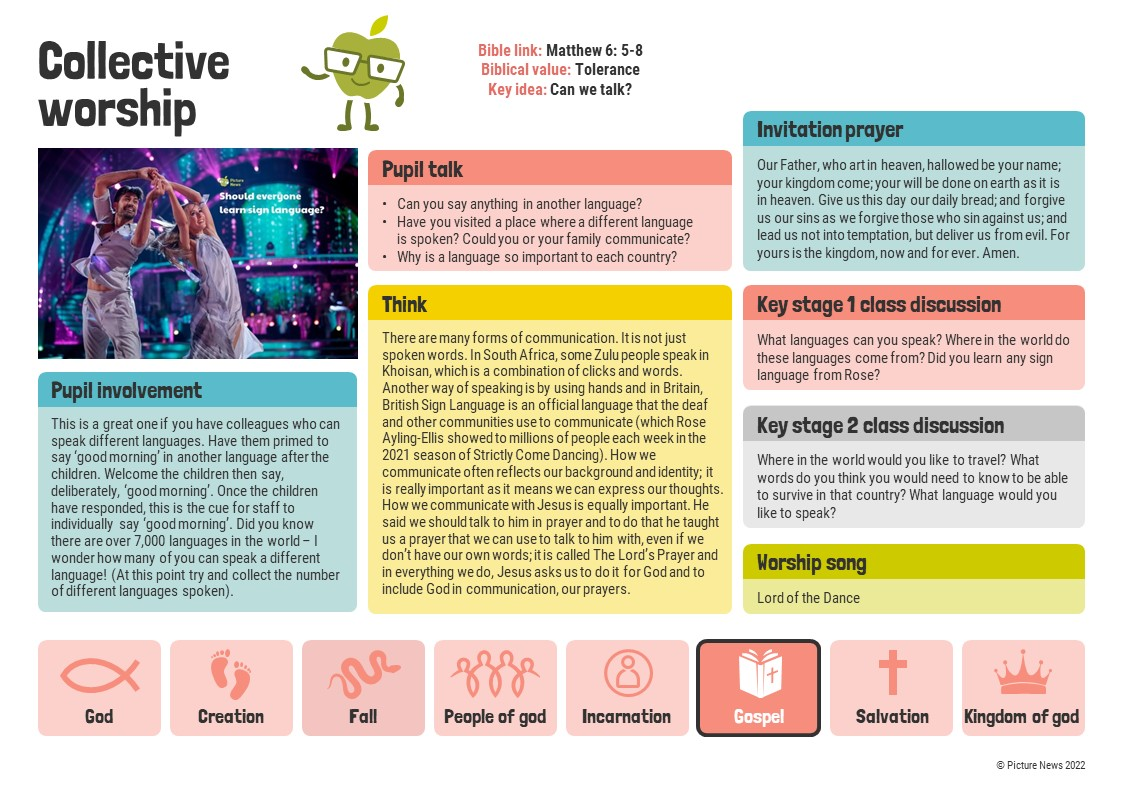 Collective
worship
Bible link: Matthew 6: 5-8
Biblical value: Tolerance
Key idea: Can we talk?
Picture
News
Should everyone
learn sign language?
Pupil involvement
This is a great one if you have colleagues who can
speak different languages. Have them primed to
say ‘good morning’ in another language after the
children. Welcome the children then say,
deliberately, ‘good morning’. Once the children
have responded, this is the cue for staff to
individually say ‘good morning’. Did you know
there are over 7,000 languages in the world – I
wonder how many of you can speak a different
language! (At this point try and collect the number
of different languages spoken).
Pupil talk
• Can you say anything in another language?
• Have you visited a place where a different language
is spoken? Could you or your family communicate?
• Why is a language so important to each country?
Think
There are many forms of communication. It is not just
spoken words. In South Africa, some Zulu people speak in
Khoisan, which is a combination of clicks and words.
Another way of speaking is by using hands and in Britain,
British Sign Language is an official language that the deaf
and other communities use to communicate (which Rose
Ayling-Ellis showed to millions of people each week in the
2021 season of Strictly Come Dancing). How we
communicate often reflects our background and identity; it
is really important as it means we can express our thoughts.
How we communicate with Jesus is equally important. He
said we should talk to him in prayer and to do that he taught
us a prayer that we can use to talk to him with, even if we
don’t have our own words; it is called The Lord’s Prayer and
in everything we do, Jesus asks us to do it for God and to
include God in communication, our prayers.
Invitation prayer
Our Father, who art in heaven, hallowed be your name;
your kingdom come; your will be done on earth as it is
in heaven. Give us this day our daily bread; and forgive
us our sins as we forgive those who sin against us; and
lead us not into temptation, but deliver us from evil. For
yours is the kingdom, now and for ever. Amen.
Key stage 1 class discussion
What languages can you speak? Where in the world do
these languages come from? Did you learn any sign
language from Rose?
Key stage 2 class discussion
Where in the world would you like to travel? What
words do you think you would need to know to be able
to survive in that country? What language would you
like to speak?
Worship song
Lord of the Dance
God
Creation
Fall
People of god
Incarnation
Gospel
Salvation
Kingdom of god
© Picture News 2022